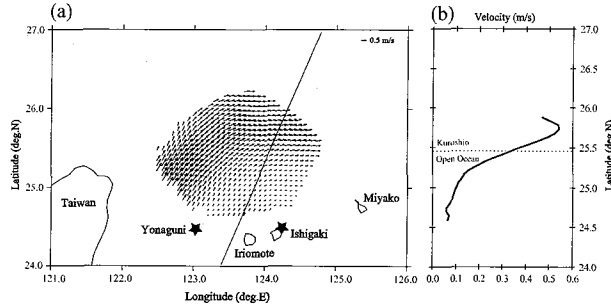 (a)
27.0
26.0
25.0
24.0
Latitude (deg.N)
0.5 m/s
Taiwan
Yonaguni
Iriomote
Ishigaki
Miyako
121.0 122.0 123.0 124.0 125.0 126.0
Longitude (deg.E)
(b)
Velocity (m/s)
Kuroshio
Open Ocean
27.0
26.5
26.0
25.5
25.0
24.5
24.0
Latitude (deg.N)
0.0 0.1 0.2 0.3 0.4 0.5 0.6